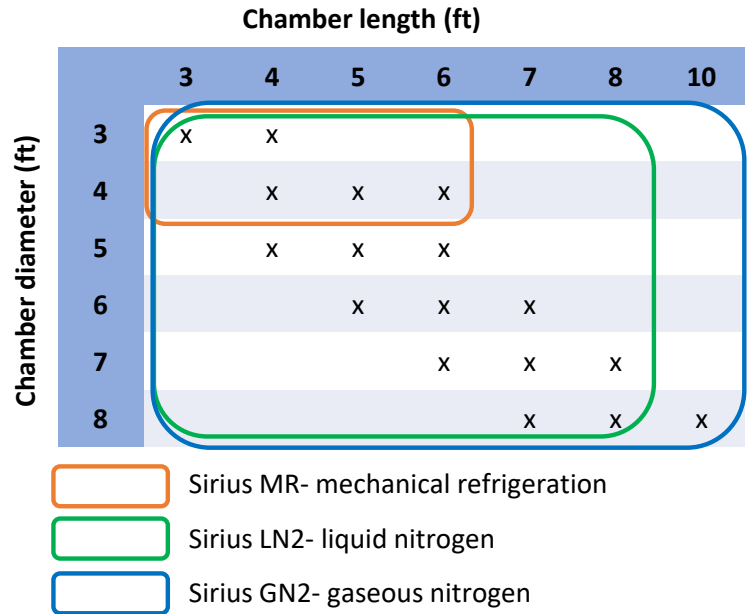 Chamber length (ft)
3 4 5 6 7 8 10
Chamber diameter (ft)
3 x x
4 x x x
5 x x x
6 x x x
7 x x x
8 x x x
Sirius MR- mechanical refrigeration
Sirius LN2- liquid nitrogen
Sirius GN2- gaseous nitrogen